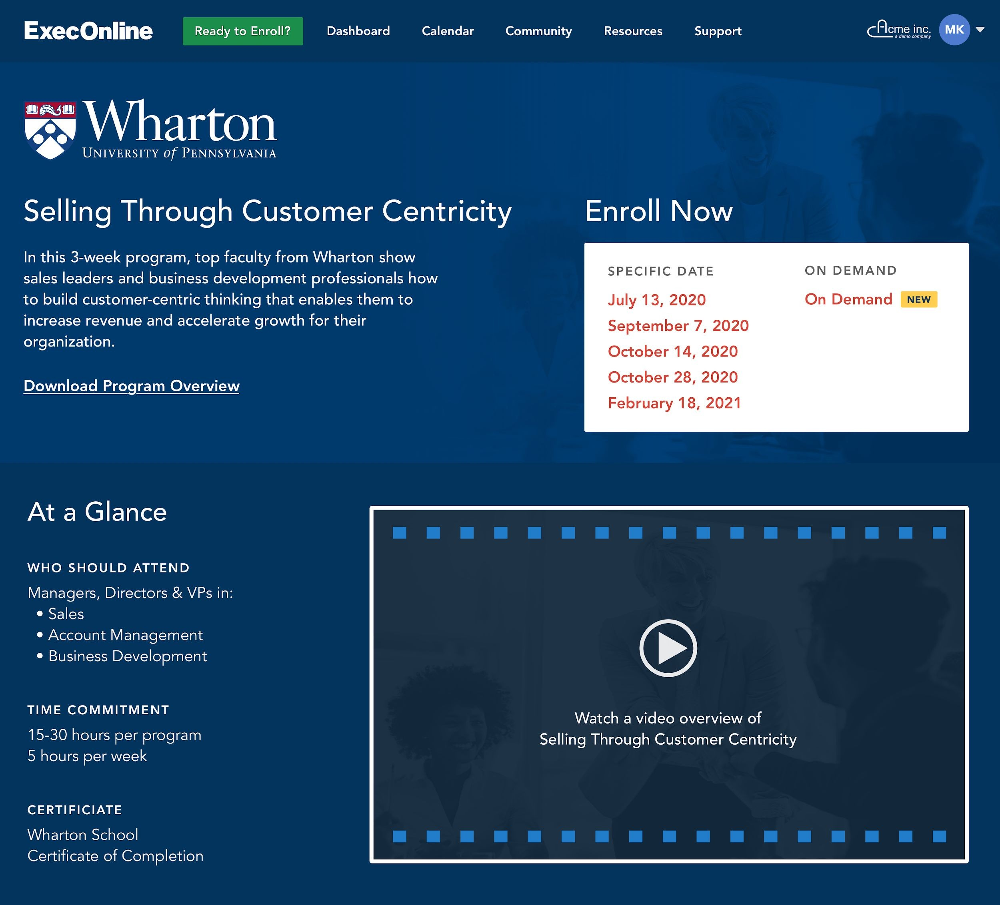 ExecOnline
Ready to Enroll?
Dashboard
Calendar
Community
Resources
Support
Acme inc.
a demo company
MK
Wharton
UNIVERSITY of PENNSYLVANIA
Selling Through Customer Centricity
In this 3-week program, top faculty from Wharton show
sales leaders and business development professionals how
to build customer-centric thinking that enables them to
increase revenue and accelerate growth for their
organization.
Download Program Overview
Enroll Now
SPECIFIC DATE
July 13, 2020
September 7, 2020
October 14, 2020
October 28, 2020
February 18, 2021
ON DEMAND
On Demand NEW
At a Glance
WHO SHOULD ATTEND
Managers, Directors & VPs in:
• Sales
• Account Management
• Business Development
TIME COMMITMENT
15-30 hours per program
5 hours per week
CERTIFICIATE
Wharton School
Certificate of Completion
Watch a video overview of
Selling Through Customer Centricity